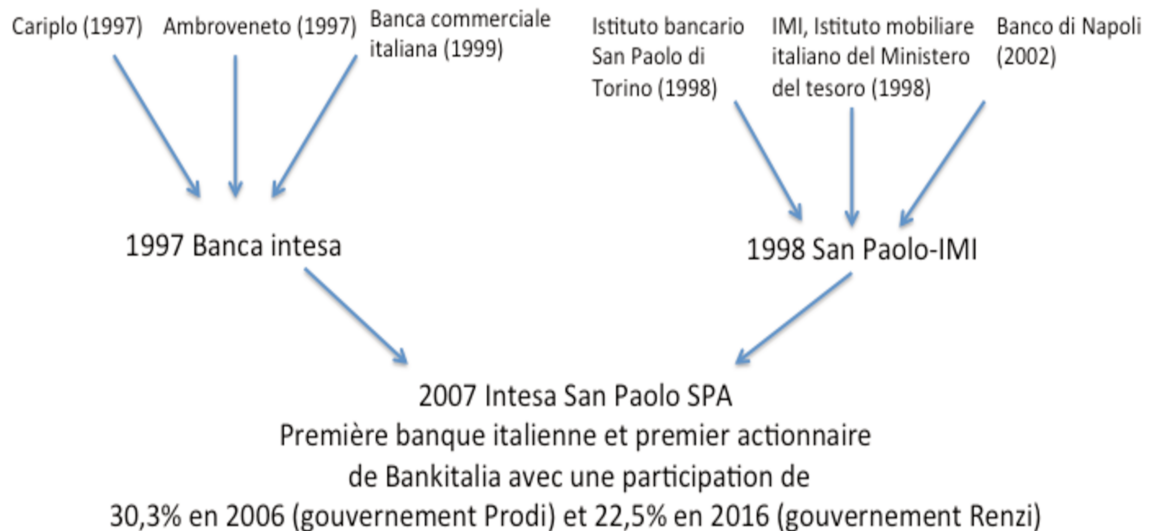 Cariplo (1997)
Ambroveneto (1997)
Banca commerciale
italiana (1999)
Istituto bancario
San Paolo di
Torino (1998)
IMI, Istituto mobiliare
italiano del Ministero
del tesoro (1998)
Banco di Napoli
(2002)
1997 Banca intesa
1998 San Paolo-IMI
2007 Intesa San Paolo SPA
Première banque italienne et premier actionnaire
de Bankitalia avec une participation de
30,3% en 2006 (gouvernement Prodi) et 22,5% en 2016 (gouvernement Renzi)